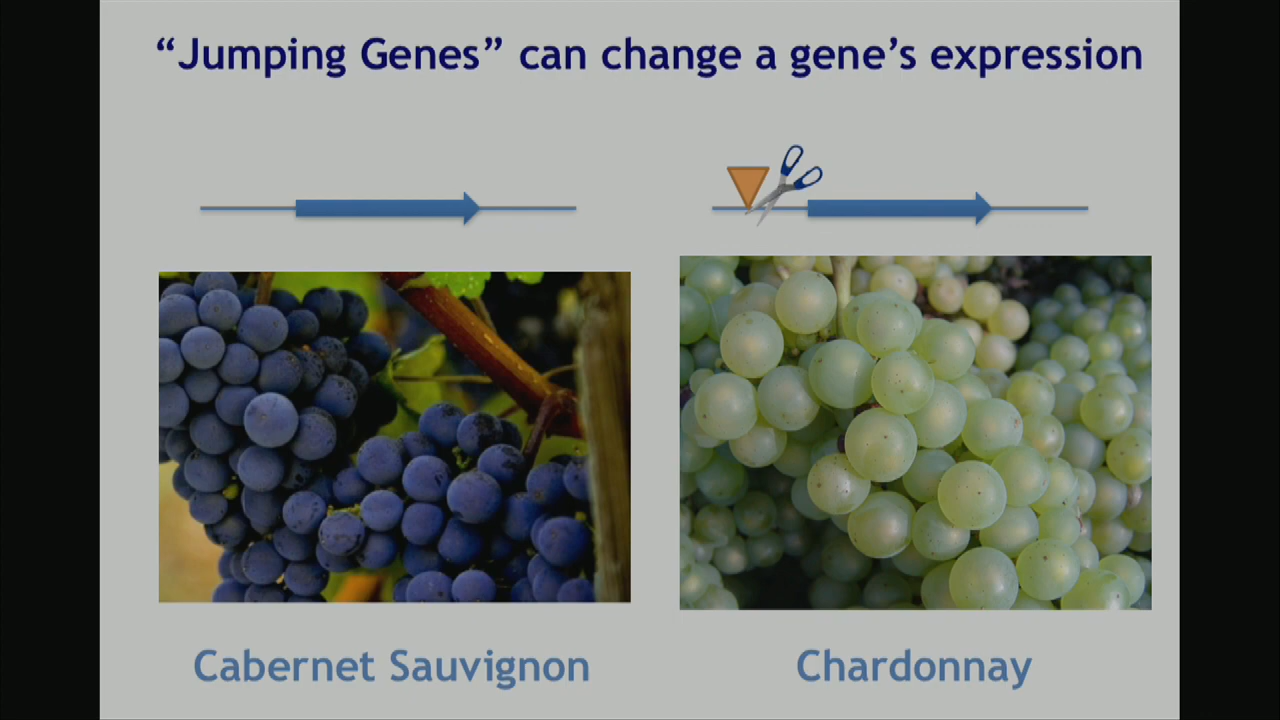 “Jumping Genes” can change a gene’s expression
Cabernet Sauvignon
Chardonnay